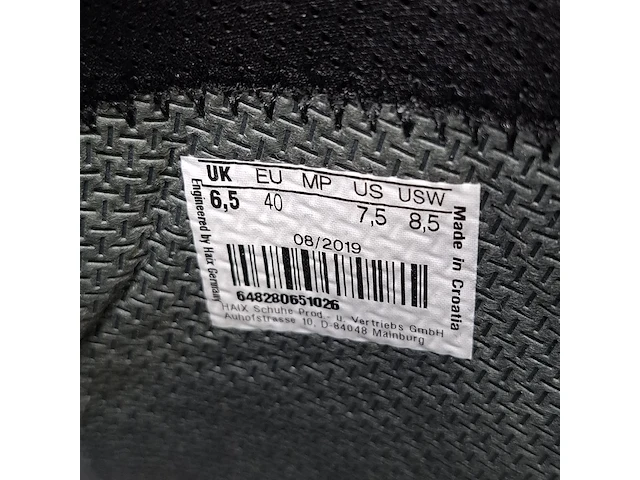 UK EU MP US USW
6,5 40 7,5 8,5
08/2019
648280651026
HAIX Schuhe Prod.- u. Vertriebs GmbH
Auhofstrasse 10, D-84048 Mainburg
Engineered by Haix Germany
Made in Croatia